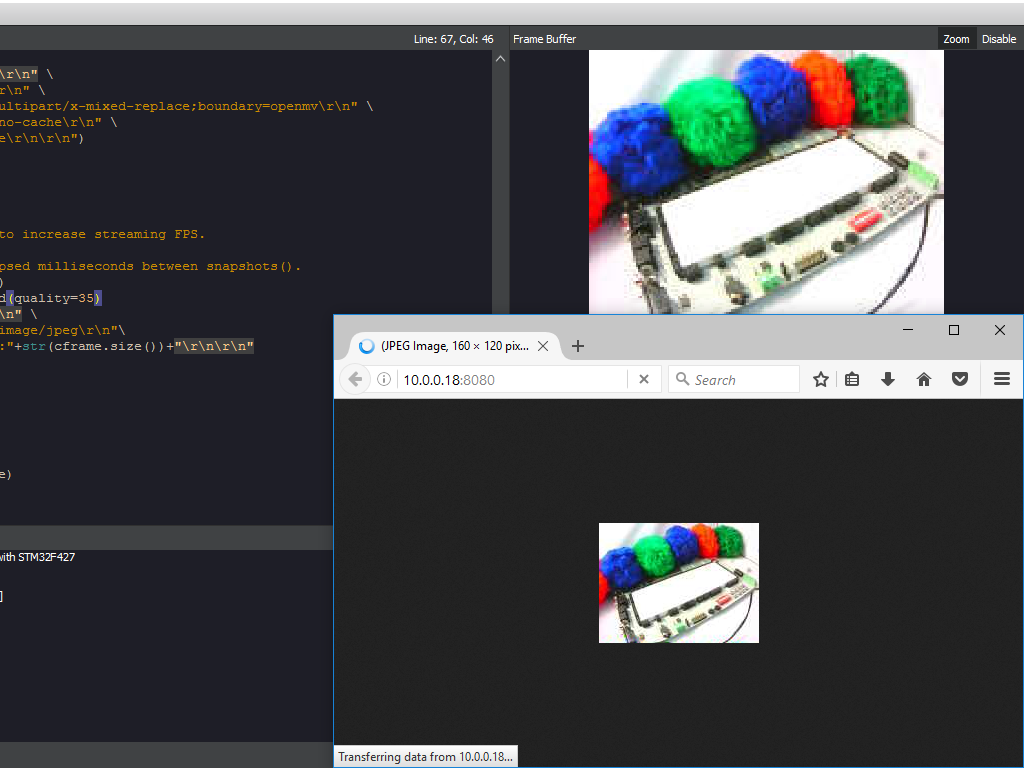 Line: 67, Col: 46
Frame Buffer
Zoom
Disable
\r\n" \
r\n" \
ultipart/x-mixed-replace;boundary=openmv\r\n" \
no-cache\r\n" \
e\r\n\r\n")
to increase streaming FPS.
psed milliseconds between snapshots().
)
d(quality=35)
\n" \
image/jpeg\r\n"\
:"+str(cframe.size())+"\r\n\r\n"
e)
with STM32F427
]
(JPEG Image, 160 × 120 pix...
10.0.0.18:8080
Search
Transferring data from 10.0.0.18...